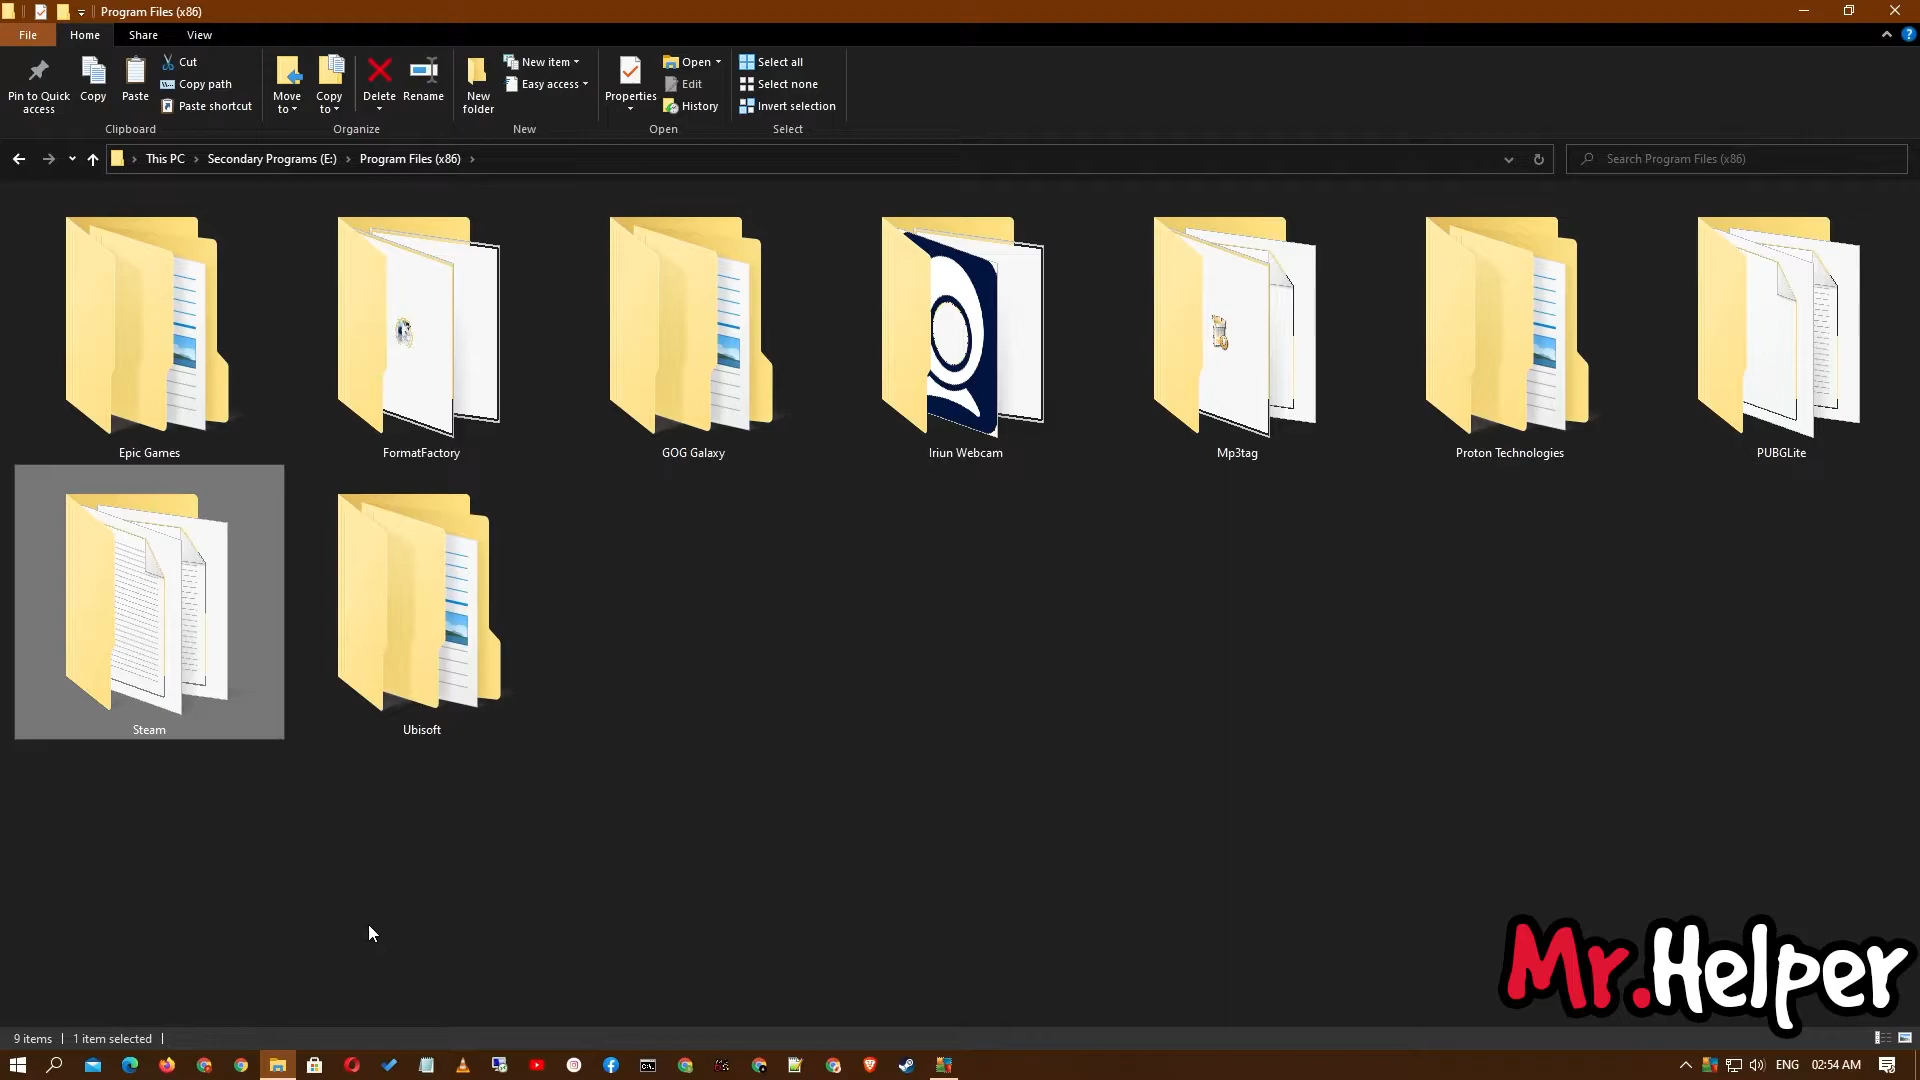 Program Files (x86)
File Home Share View
Pin to Quick access
Copy
Paste
Cut
Copy path
Paste shortcut
Clipboard
Move to
Copy to
Delete
Rename
Organize
New folder
New item
Easy access
New
Properties
Open
Edit
History
Open
Select all
Select none
Invert selection
Select
This PC Secondary Programs (E:) Program Files (x86)
Search Program Files (x86)
Epic Games
FormatFactory
GOG Galaxy
Iriun Webcam
Mp3tag
Proton Technologies
PUBGLite
Steam
Ubisoft
Mr.Helper
9 items 1 item selected
ENG 02:54 AM